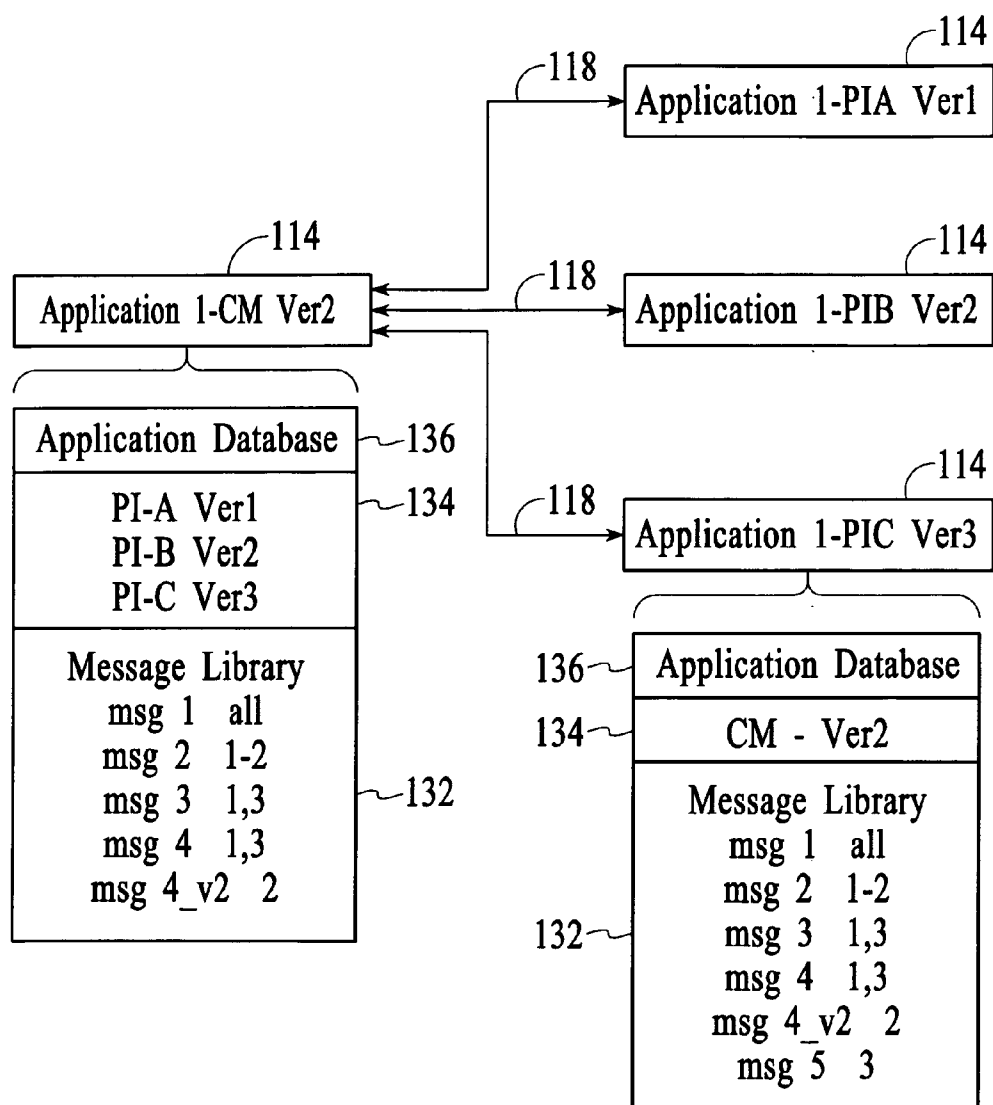 114
118
Application 1-PIA Ver1
114
114
118
Application 1-CM Ver2
Application 1-PIB Ver2
Application Database
136
114
PI-A Ver1
134
118
PI-B Ver2
Application 1-PIC Ver3
PI-C Ver3
Message Library
msg 1 all
msg 2 1-2
msg 3 1,3
132
msg 4 1,3
msg 4_v2 2
136
Application Database
134
CM - Ver2
Message Library
msg 1 all
msg 2 1-2
132
msg 3 1,3
msg 4 1,3
msg 4_v2 2
msg 5 3